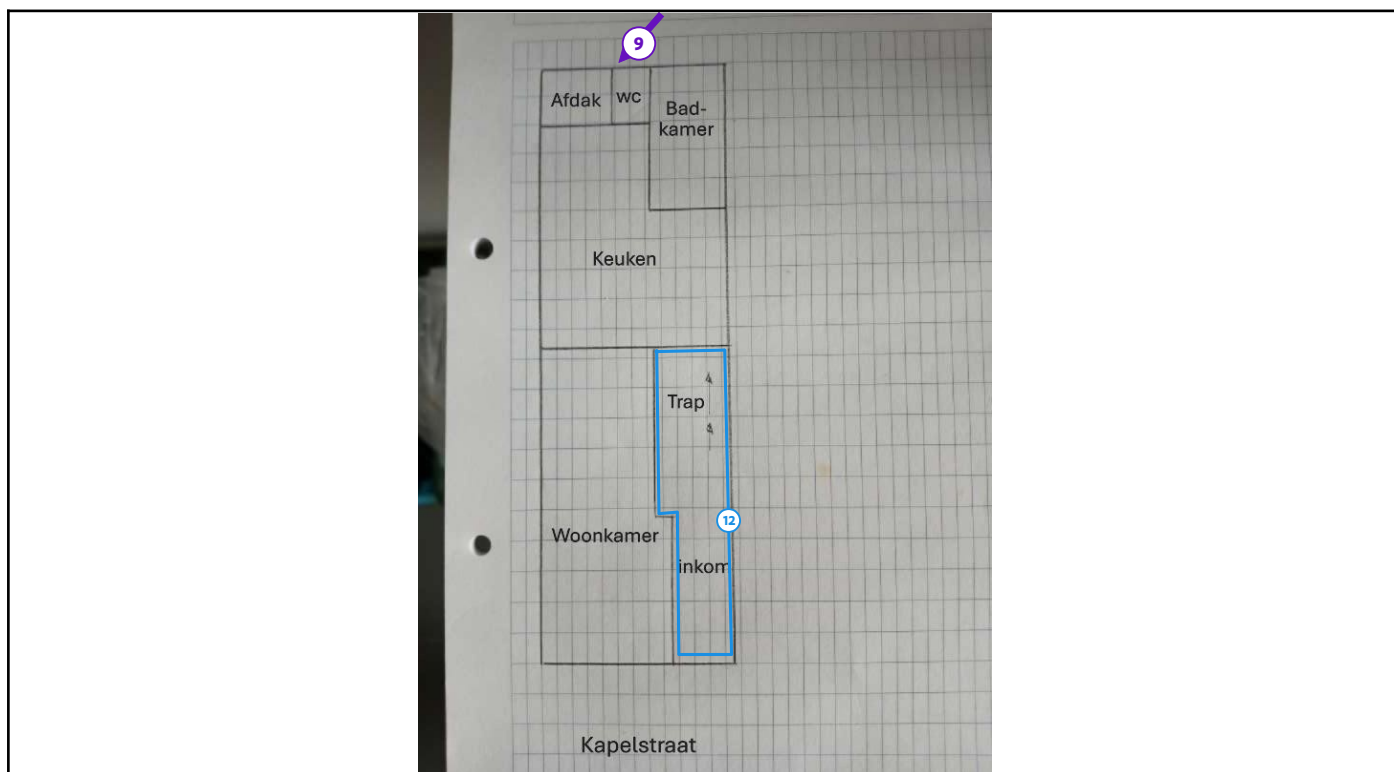 9
Afdak wc Bad-
kamer
Keuken
Trap
12
Woonkamer
inkom
Kapelstraat